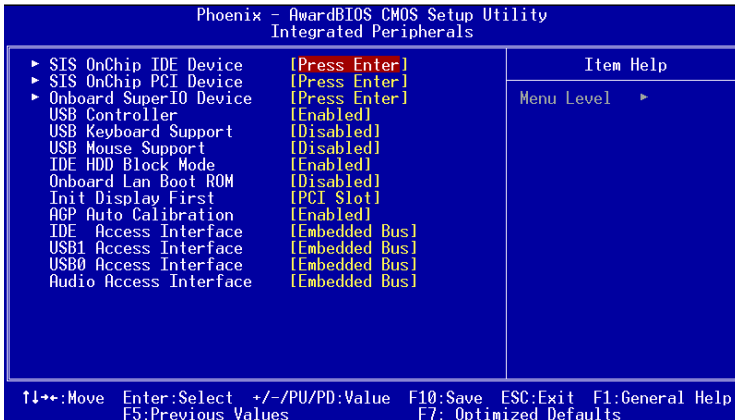 Phoenix - AwardBIOS CMOS Setup Utility
Integrated Peripherals
► SIS OnChip IDE Device [Press Enter]
► SIS OnChip PCI Device [Press Enter]
► Onboard SuperIO Device [Press Enter]
USB Controller [Enabled]
USB Keyboard Support [Disabled]
USB Mouse Support [Disabled]
IDE HDD Block Mode [Enabled]
Onboard Lan Boot ROM [Disabled]
Init Display First [PCI Slot]
AGP Auto Calibration [Enabled]
IDE Access Interface [Embedded Bus]
USB1 Access Interface [Embedded Bus]
USB0 Access Interface [Embedded Bus]
Audio Access Interface [Embedded Bus]
Item Help
Menu Level ►
↑↓→←:Move Enter:Select +/-/PU/PD:Value F10:Save ESC:Exit F1:General Help
F5:Previous Values F7: Optimized Defaults